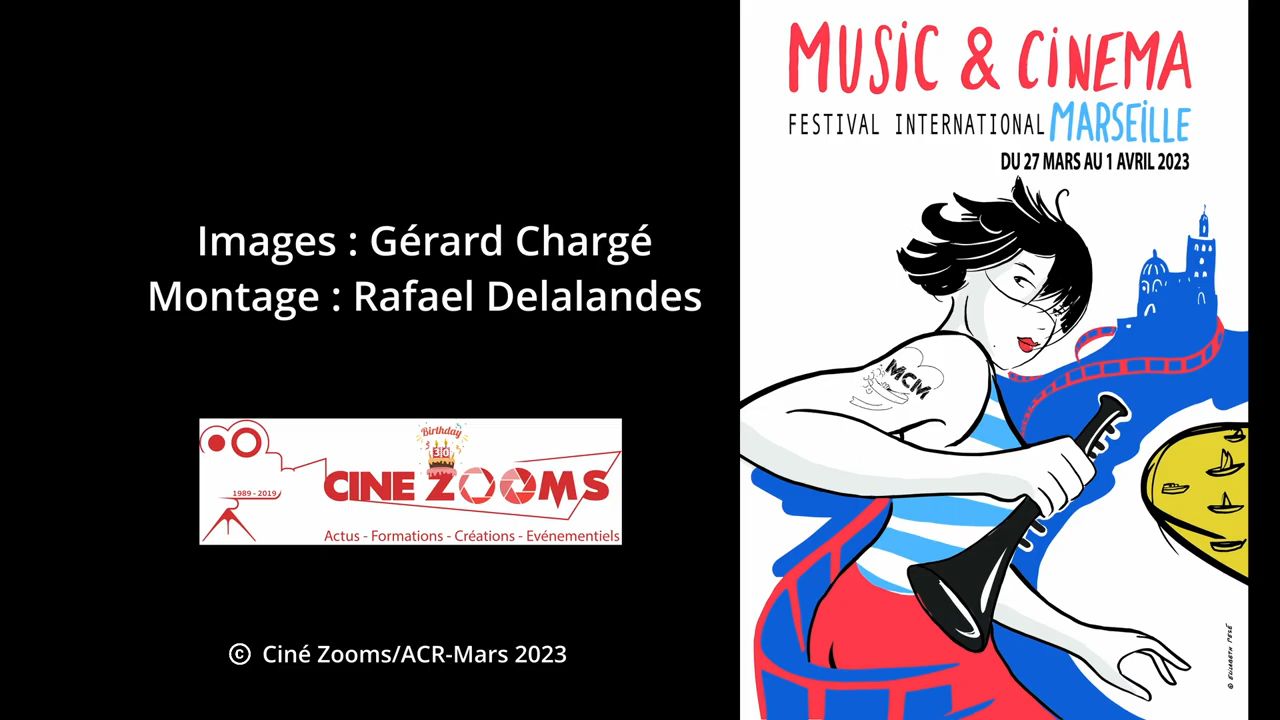 Images : Gérard Chargé
Montage : Rafael Delalandes
Birthday
30
1989 - 2019
CINE ZOOMS
Actus - Formations - Créations - Evénementiels
© Ciné Zooms/ACR-Mars 2023
MUSiC & CiNEMA
FESTIVAL INTERNATIONAL MARSEiLLE
DU 27 MARS AU 1 AVRIL 2023
MCM